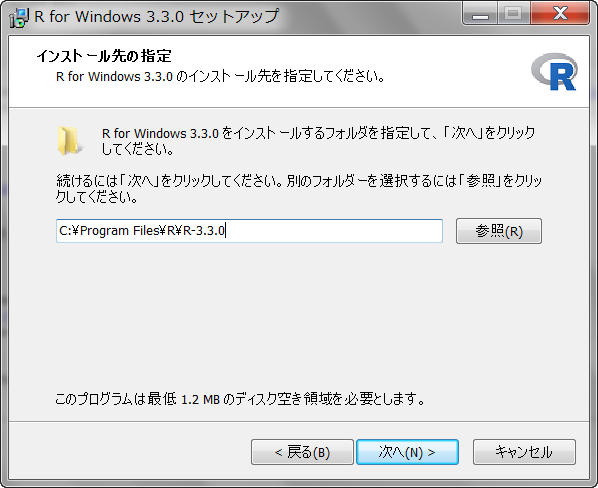 R for Windows 3.3.0 セットアップ
インストール先の指定
R for Windows 3.3.0 のインストール先を指定してください。
R
R for Windows 3.3.0 をインストールするフォルダを指定して、「次へ」をクリック
してください。
続けるには「次へ」をクリックしてください。別のフォルダーを選択するには「参照」をクリッ
クしてください。
C:¥Program Files¥R¥R-3.3.0
参照(R)
このプログラムは最低 1.2 MB のディスク空き領域を必要とします。
< 戻る(B)
次へ(N) >
キャンセル